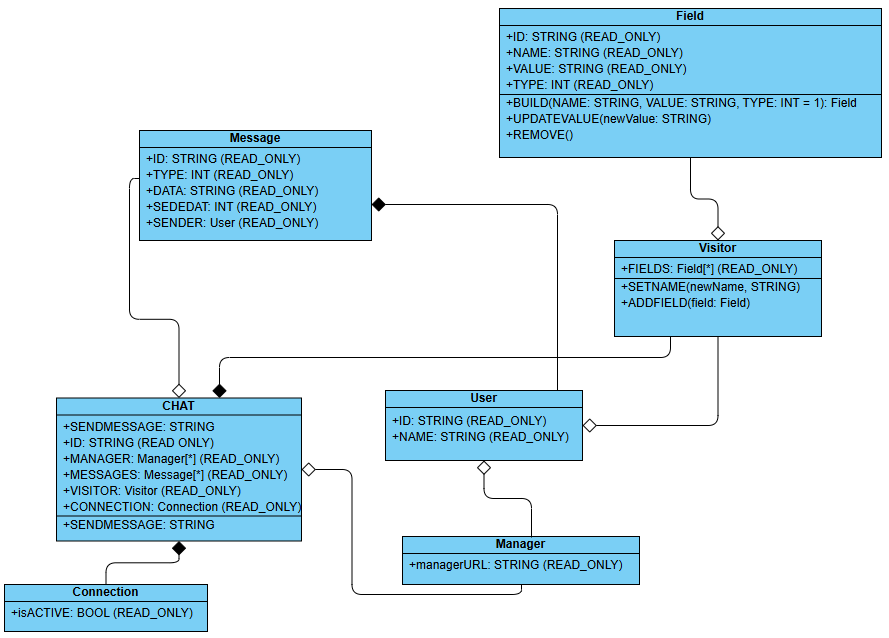 Field
+ID: STRING (READ_ONLY)
+NAME: STRING (READ_ONLY)
+VALUE: STRING (READ_ONLY)
+TYPE: INT (READ_ONLY)
+BUILD(NAME: STRING, VALUE: STRING, TYPE: INT = 1): Field
+UPDATEVALUE(newValue: STRING)
+REMOVE()
Message
+ID: STRING (READ_ONLY)
+TYPE: INT (READ_ONLY)
+DATA: STRING (READ_ONLY)
+SEDEDAT: INT (READ_ONLY)
+SENDER: User (READ_ONLY)
Visitor
+FIELDS: Field[*] (READ_ONLY)
+SETNAME(newName, STRING)
+ADDFIELD(field: Field)
CHAT
+SENDMESSAGE: STRING
+ID: STRING (READ ONLY)
+MANAGER: Manager[*] (READ_ONLY)
+MESSAGES: Message[*] (READ_ONLY)
+VISITOR: Visitor (READ_ONLY)
+CONNECTION: Connection (READ_ONLY)
+SENDMESSAGE: STRING
User
+ID: STRING (READ_ONLY)
+NAME: STRING (READ_ONLY)
Manager
+managerURL: STRING (READ_ONLY)
Connection
+isACTIVE: BOOL (READ_ONLY)